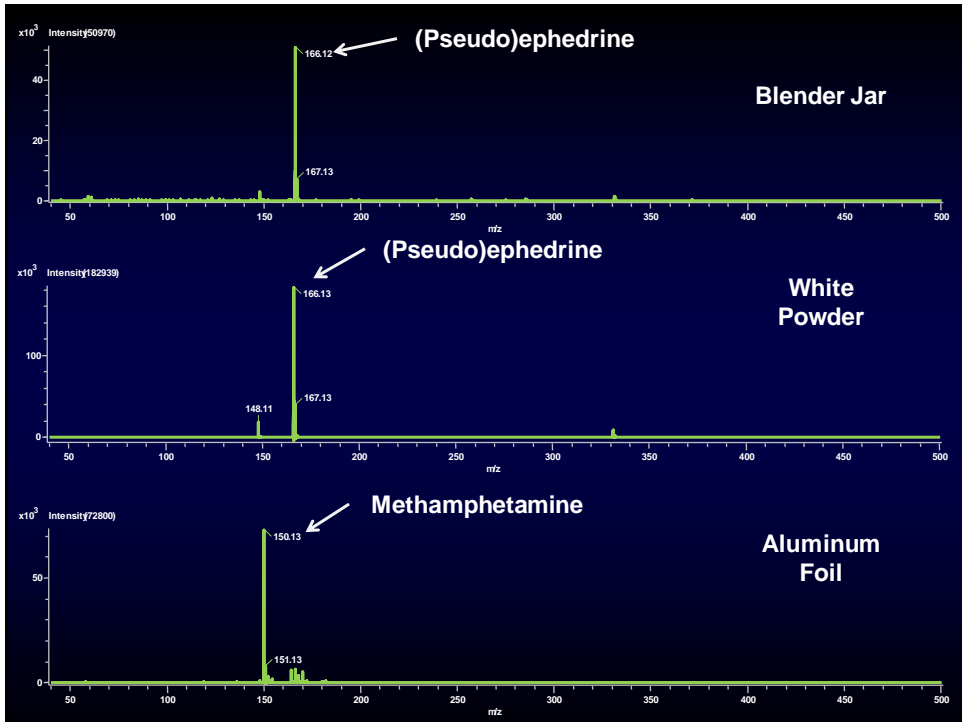 x10³ Intensity(50970)
(Pseudo)ephedrine
166.12
Blender Jar
40
20
167.13
0
50 100 150 200 250 300 350 400 450 500
m/z
(Pseudo)ephedrine
x10³ Intensity(182939)
White
Powder
166.13
100
148.11
167.13
0
50 100 150 200 250 300 350 400 450 500
m/z
Methamphetamine
x10³ Intensity(72800)
150.13
Aluminum
Foil
50
151.13
0
50 100 150 200 250 300 350 400 450 500
m/z